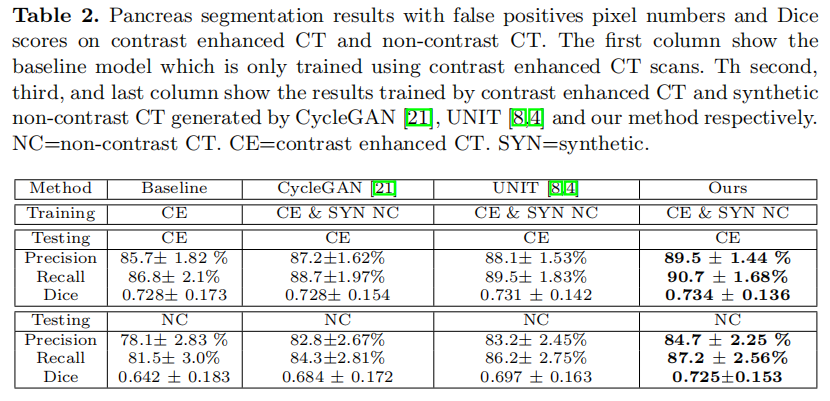 Table 2. Pancreas segmentation results with false positives pixel numbers and Dice
scores on contrast enhanced CT and non-contrast CT. The first column show the
baseline model which is only trained using contrast enhanced CT scans. Th second,
third, and last column show the results trained by contrast enhanced CT and synthetic
non-contrast CT generated by CycleGAN [21], UNIT [8,4] and our method respectively.
NC=non-contrast CT. CE=contrast enhanced CT. SYN=synthetic.
Method Baseline CycleGAN [21] UNIT [8,4] Ours
Training CE CE & SYN NC CE & SYN NC CE & SYN NC
Testing CE CE CE CE
Precision 85.7± 1.82 % 87.2±1.62% 88.1± 1.53% 89.5 ± 1.44 %
Recall 86.8± 2.1% 88.7±1.97% 89.5± 1.83% 90.7 ± 1.68%
Dice 0.728± 0.173 0.728± 0.154 0.731 ± 0.142 0.734 ± 0.136
Testing NC NC NC NC
Precision 78.1± 2.83 % 82.8±2.67% 83.2± 2.45% 84.7 ± 2.25 %
Recall 81.5± 3.0% 84.3±2.81% 86.2± 2.75% 87.2 ± 2.56%
Dice 0.642 ± 0.183 0.684 ± 0.172 0.697 ± 0.163 0.725±0.153